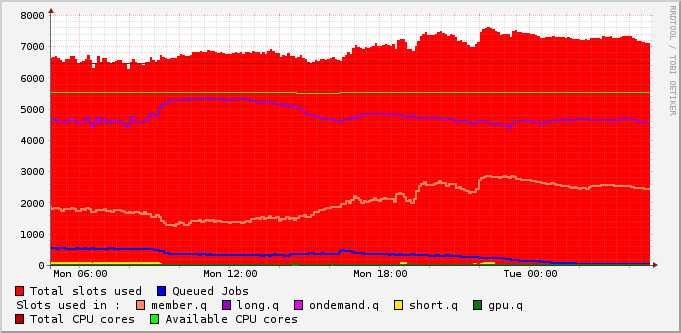 8000
7000
6000
5000
4000
3000
2000
1000
0
Mon 06:00 Mon 12:00 Mon 18:00 Tue 00:00
RRDTOOL / TOBI OETIKER
Total slots used Queued Jobs
Slots used in : member.q long.q ondemand.q short.q gpu.q
Total CPU cores Available CPU cores